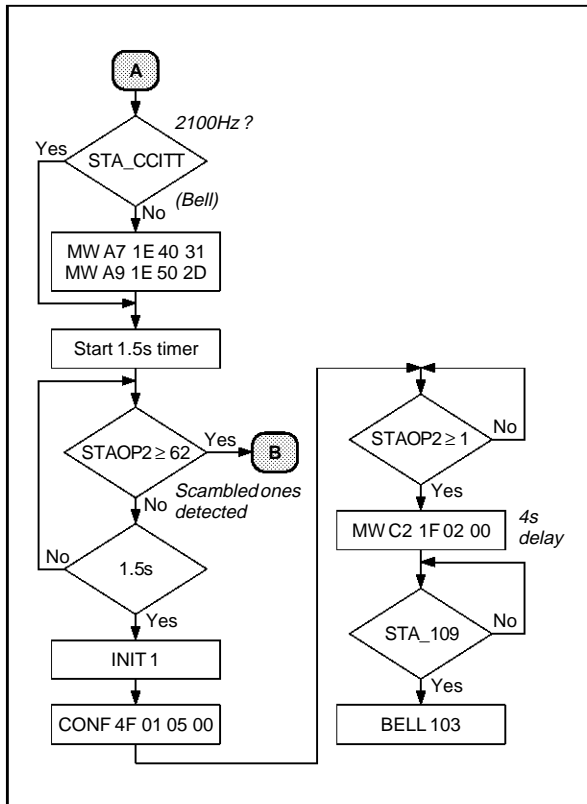 A
2100Hz ?
Yes
STA_CCITT
(Bell)
No
MW A7 1E 40 31
MW A9 1E 50 2D
Start 1.5s timer
STAOP2 ≥ 62
Yes
B
Scambled ones
detected
No
No
1.5s
Yes
INIT 1
CONF 4F 01 05 00
STAOP2 ≥ 1
No
Yes
MW C2 1F 02 00
4s
delay
STA_109
No
Yes
BELL 103